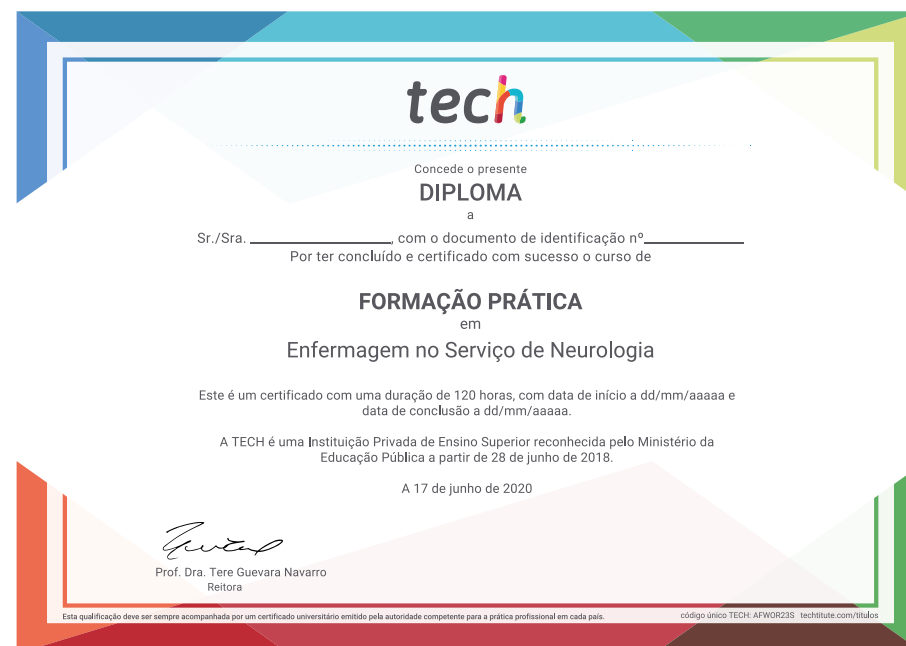 tech
Concede o presente
DIPLOMA
a
Sr./Sra. ____________________, com o documento de identificação nº______________
Por ter concluído e certificado com sucesso o curso de
FORMAÇÃO PRÁTICA
em
Enfermagem no Serviço de Neurologia
Este é um certificado com uma duração de 120 horas, com data de início a dd/mm/aaaaa e
data de conclusão a dd/mm/aaaaa.
A TECH é uma Instituição Privada de Ensino Superior reconhecida pelo Ministério da
Educação Pública a partir de 28 de junho de 2018.
A 17 de junho de 2020
Prof. Dra. Tere Guevara Navarro
Reitora
Esta qualificação deve ser sempre acompanhada por um certificado universitário emitido pela autoridade competente para a prática profissional em cada país.
código único TECH: AFWOR23S techtitute.com/titulos